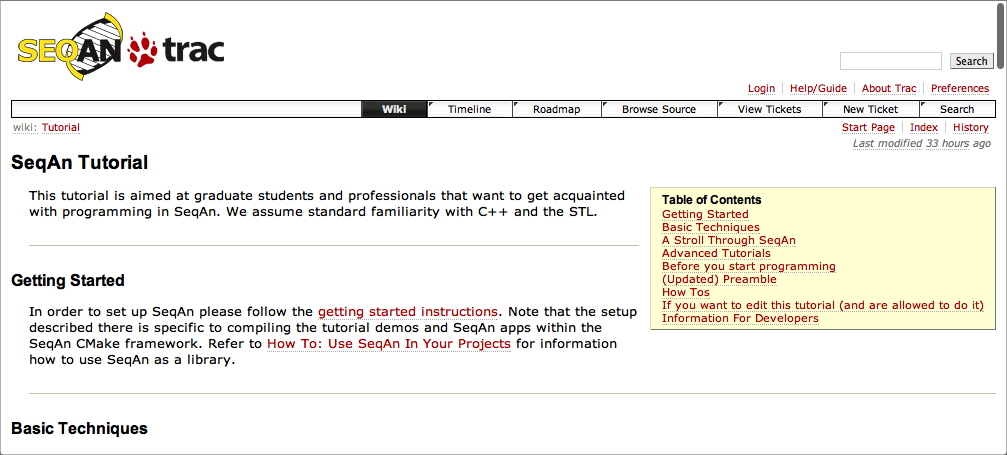 SEQAN trac
Search
Login Help/Guide About Trac Preferences
Wiki Timeline Roadmap Browse Source View Tickets New Ticket Search
wiki: Tutorial
Start Page Index History
Last modified 33 hours ago
SeqAn Tutorial
This tutorial is aimed at graduate students and professionals that want to get acquainted
with programming in SeqAn. We assume standard familiarity with C++ and the STL.
Table of Contents
Getting Started
Basic Techniques
A Stroll Through SeqAn
Advanced Tutorials
Before you start programming
(Updated) Preamble
How Tos
If you want to edit this tutorial (and are allowed to do it)
Information For Developers
Getting Started
In order to set up SeqAn please follow the getting started instructions. Note that the setup
described there is specific to compiling the tutorial demos and SeqAn apps within the
SeqAn CMake framework. Refer to How To: Use SeqAn In Your Projects for information
how to use SeqAn as a library.
Basic Techniques